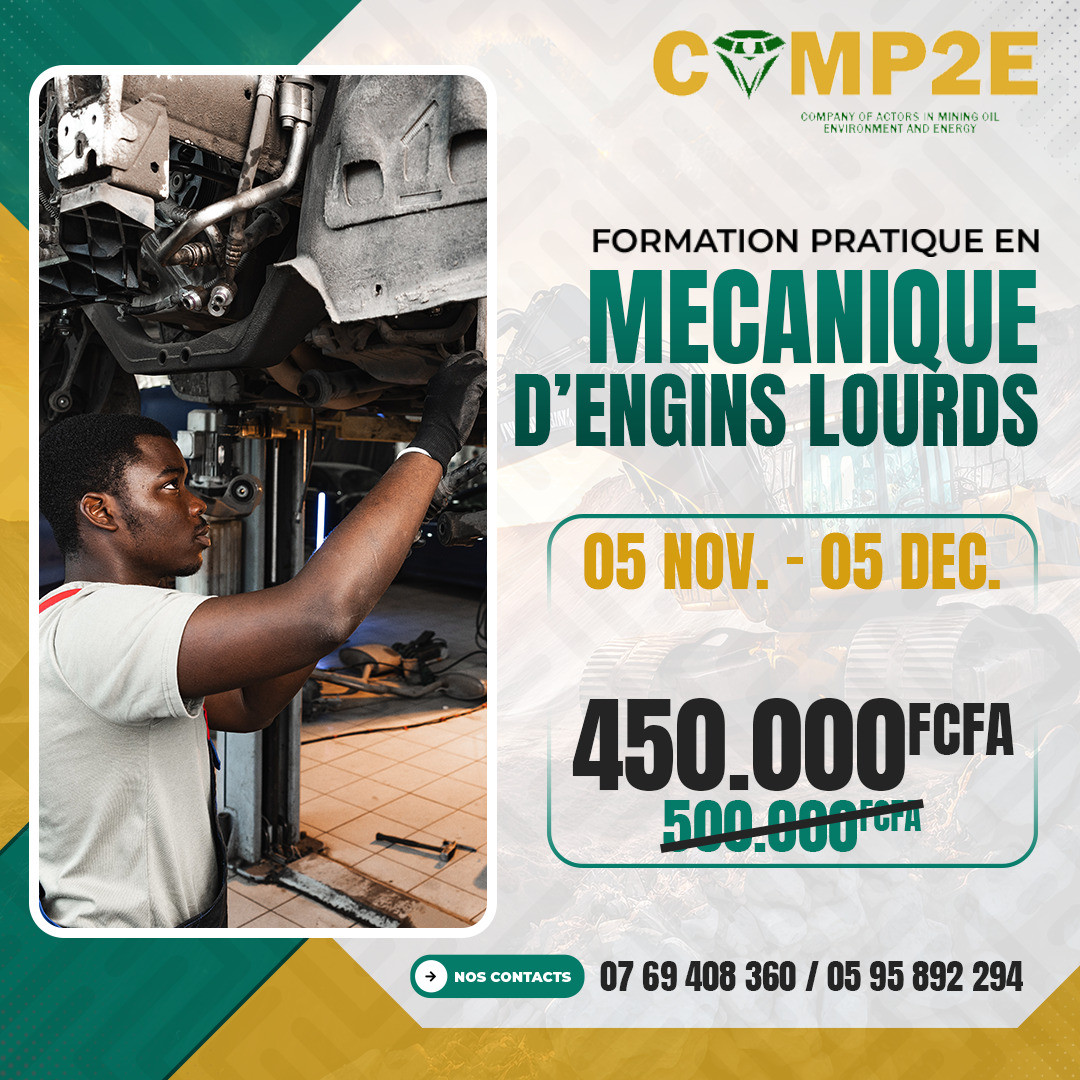 COMP2E
COMPANY OF ACTORS IN MINING OIL
ENVIRONMENT AND ENERGY
FORMATION PRATIQUE EN
MECANIQUE
D'ENGINS LOURDS
05 NOV. - 05 DEC.
450.000FCFA
500.000FCFA
NOS CONTACTS 07 69 408 360 / 05 95 892 294